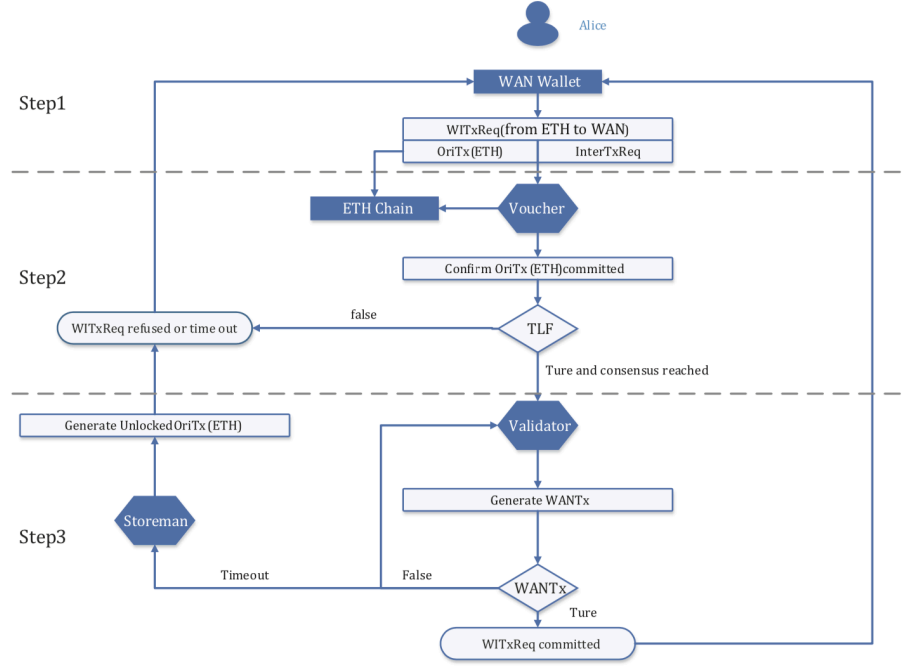 Alice
Step1
WAN Wallet
WITxReq(from ETH to WAN)
OriTx(ETH)
InterTxReq
ETH Chain
Voucher
Step2
Confirm OriTx (ETH)committed
false
WITxReq refused or time out
TLF
Ture and consensus reached
Generate UnlockedOriTx (ETH)
Validator
Generate WANTx
Storeman
Step3
Timeout
False
WANTx
Ture
WITxReq committed